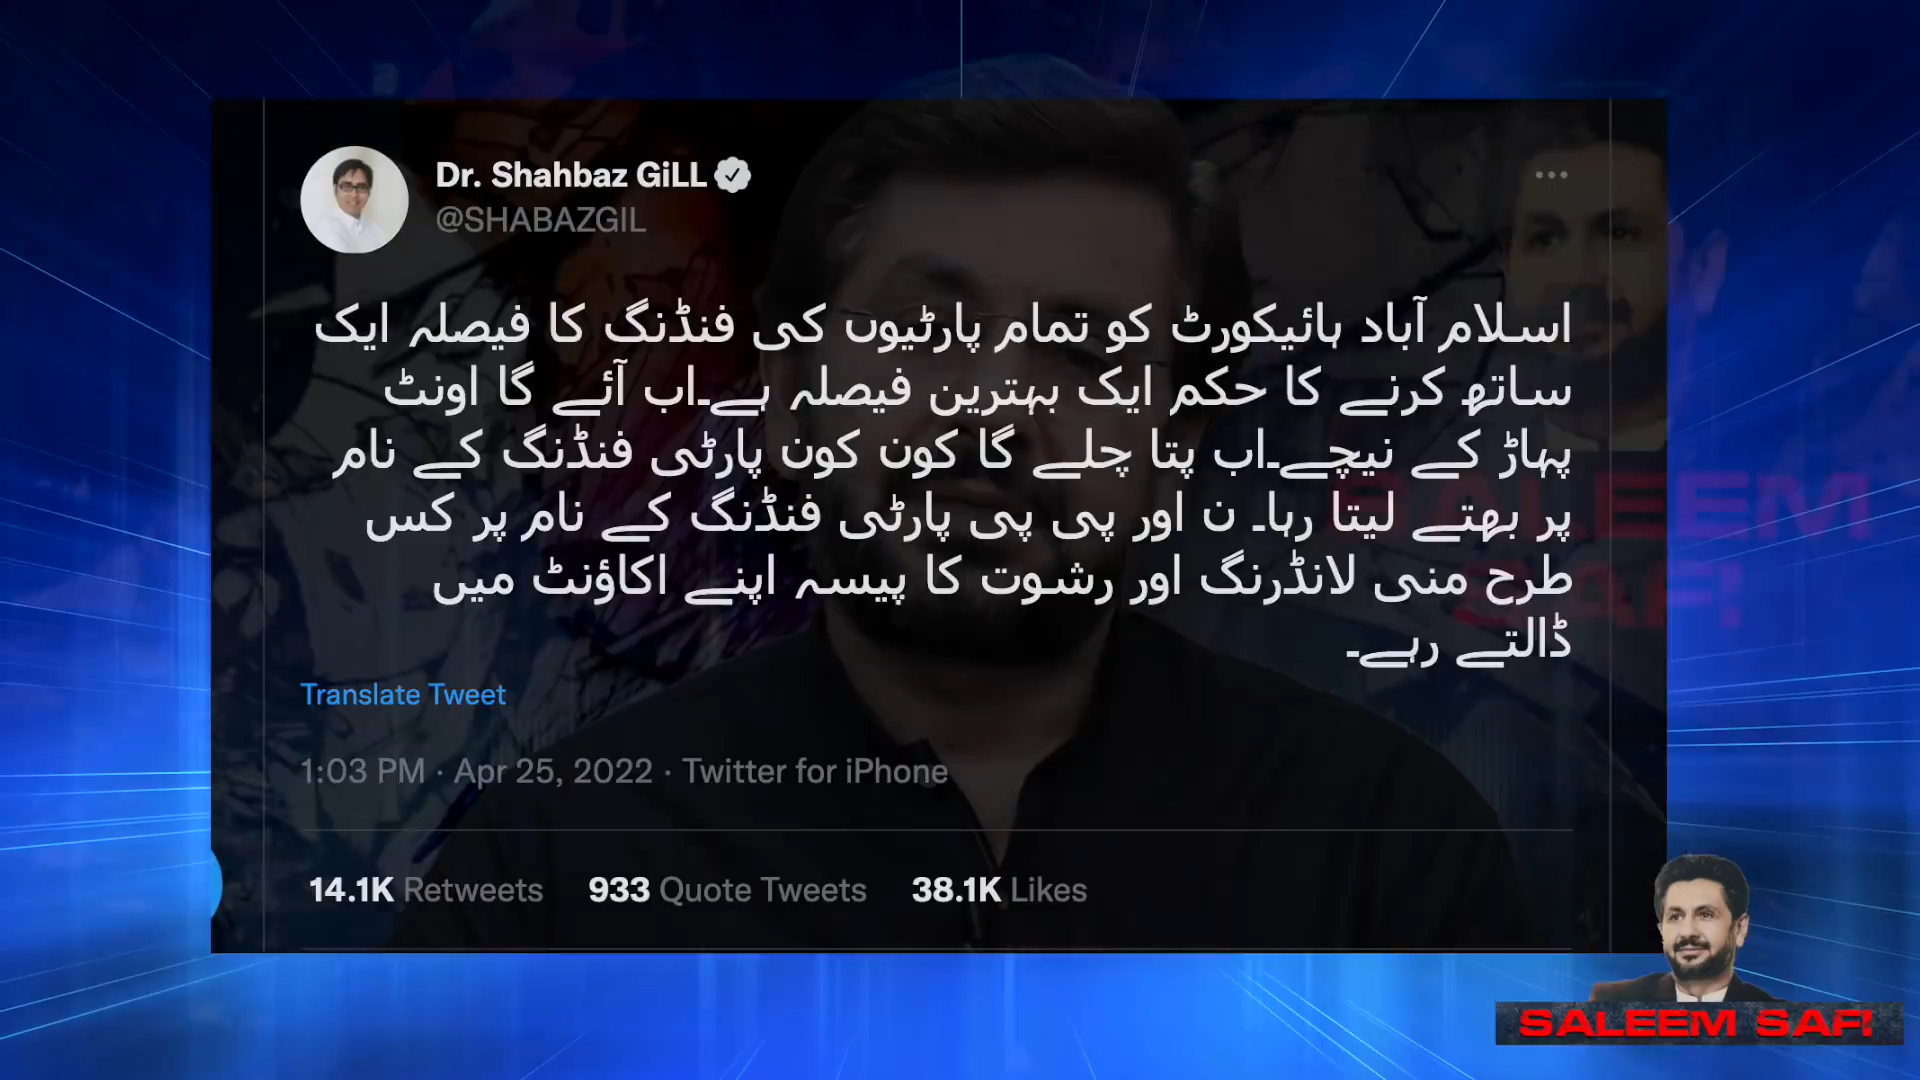 Dr. Shahbaz GiLL
@SHABAZGIL
اسلام آباد ہائیکورٹ کو تمام پارٹیوں کی فنڈنگ کا فیصلہ ایک
ساتھ کرنے کا حکم ایک بہترین فیصلہ ہے۔اب آئے گا اونٹ
پہاڑ کے نیچے۔اب پتا چلے گا کون کون پارٹی فنڈنگ کے نام
پر بھتے لیتا رہا۔ ن اور پی پی پارٹی فنڈنگ کے نام پر کس
طرح منی لانڈرنگ اور رشوت کا پیسہ اپنے اکاؤنٹ میں
ڈالتے رہے۔
Translate Tweet
1:03 PM · Apr 25, 2022 · Twitter for iPhone
14.1K Retweets 933 Quote Tweets 38.1K Likes
SALEEM
SAFI
SALEEM SAFI